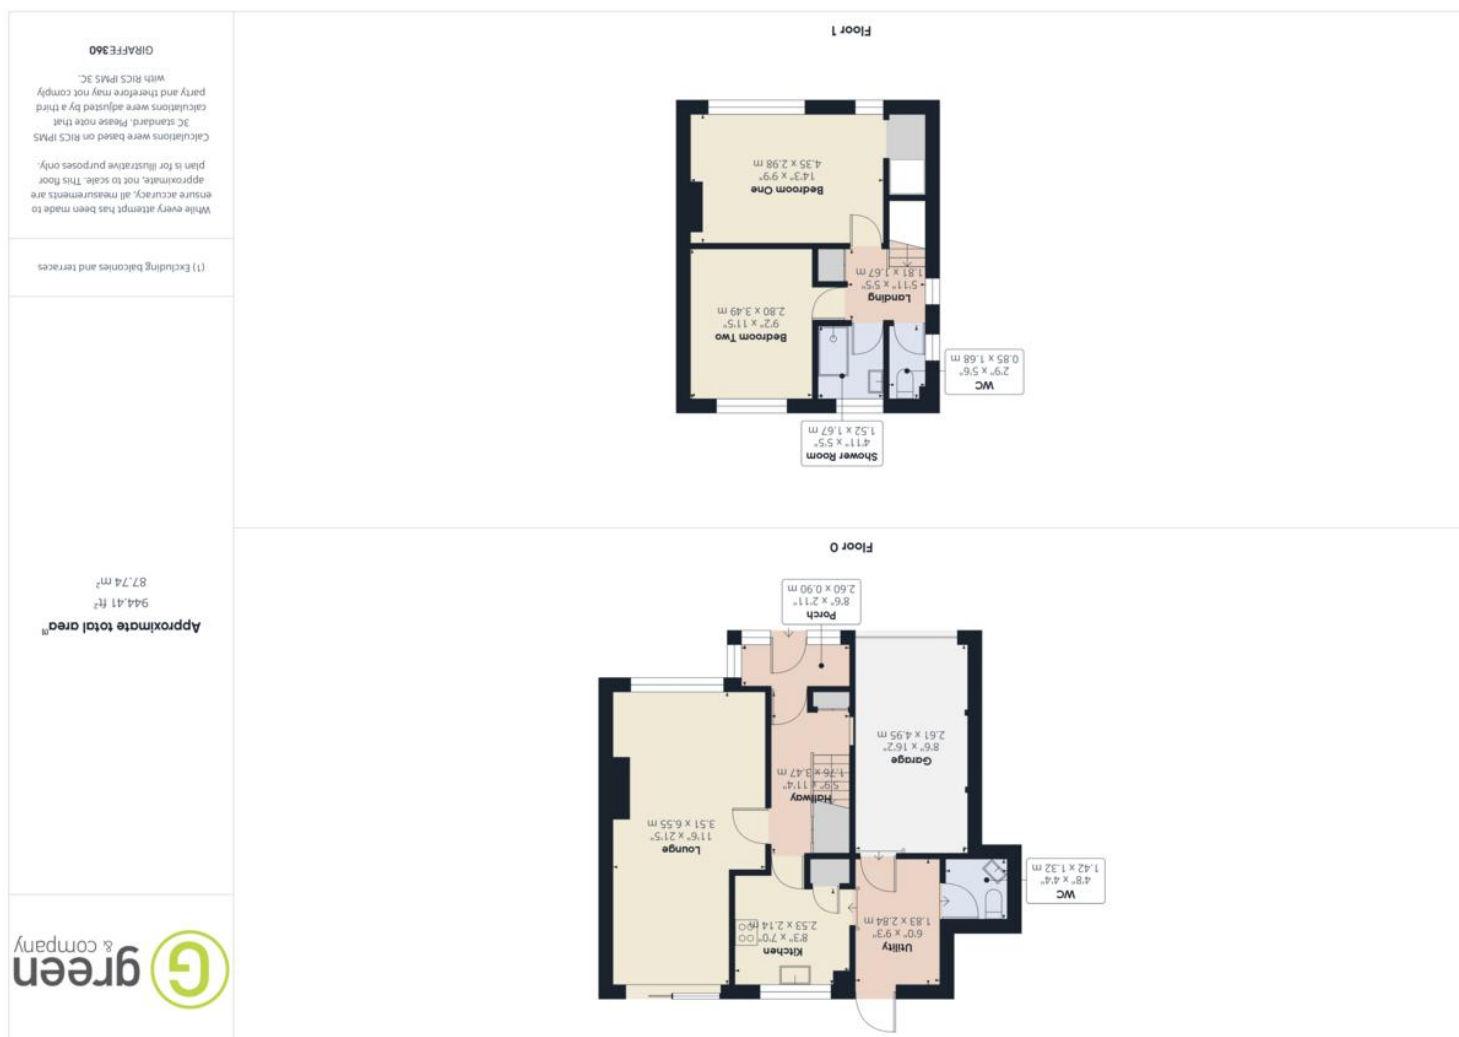 green
& company
Utility
6'0" x 9'3"
1.83 x 2.84 m
Kitchen
8'3" x 7'0"
2.53 x 2.14 m
WC
4'8" x 4'4"
1.42 x 1.32 m
Lounge
11'6" x 21'5"
3.51 x 6.55 m
Hallway
5'9" x 11'4"
1.76 x 3.47 m
Garage
8'6" x 16'2"
2.61 x 4.95 m
Porch
8'6" x 2'11"
2.60 x 0.90 m
Floor 0
Approximate total area(1)
944.41 ft²
87.74 m²
Shower Room
4'11" x 5'5"
1.52 x 1.67 m
WC
2'9" x 5'6"
0.85 x 1.68 m
Bedroom Two
9'2" x 11'5"
2.80 x 3.49 m
Landing
5'11" x 5'5"
1.81 x 1.67 m
Bedroom One
14'3" x 9'9"
4.35 x 2.98 m
Floor 1
(1) Excluding balconies and terraces
While every attempt has been made to
ensure accuracy, all measurements are
approximate, not to scale. This floor
plan is for illustrative purposes only.
Calculations were based on RICS IPMS
3C standard. Please note that
calculations were adjusted by a third
party and therefore may not comply
with RICS IPMS 3C.
GIRAFFE360